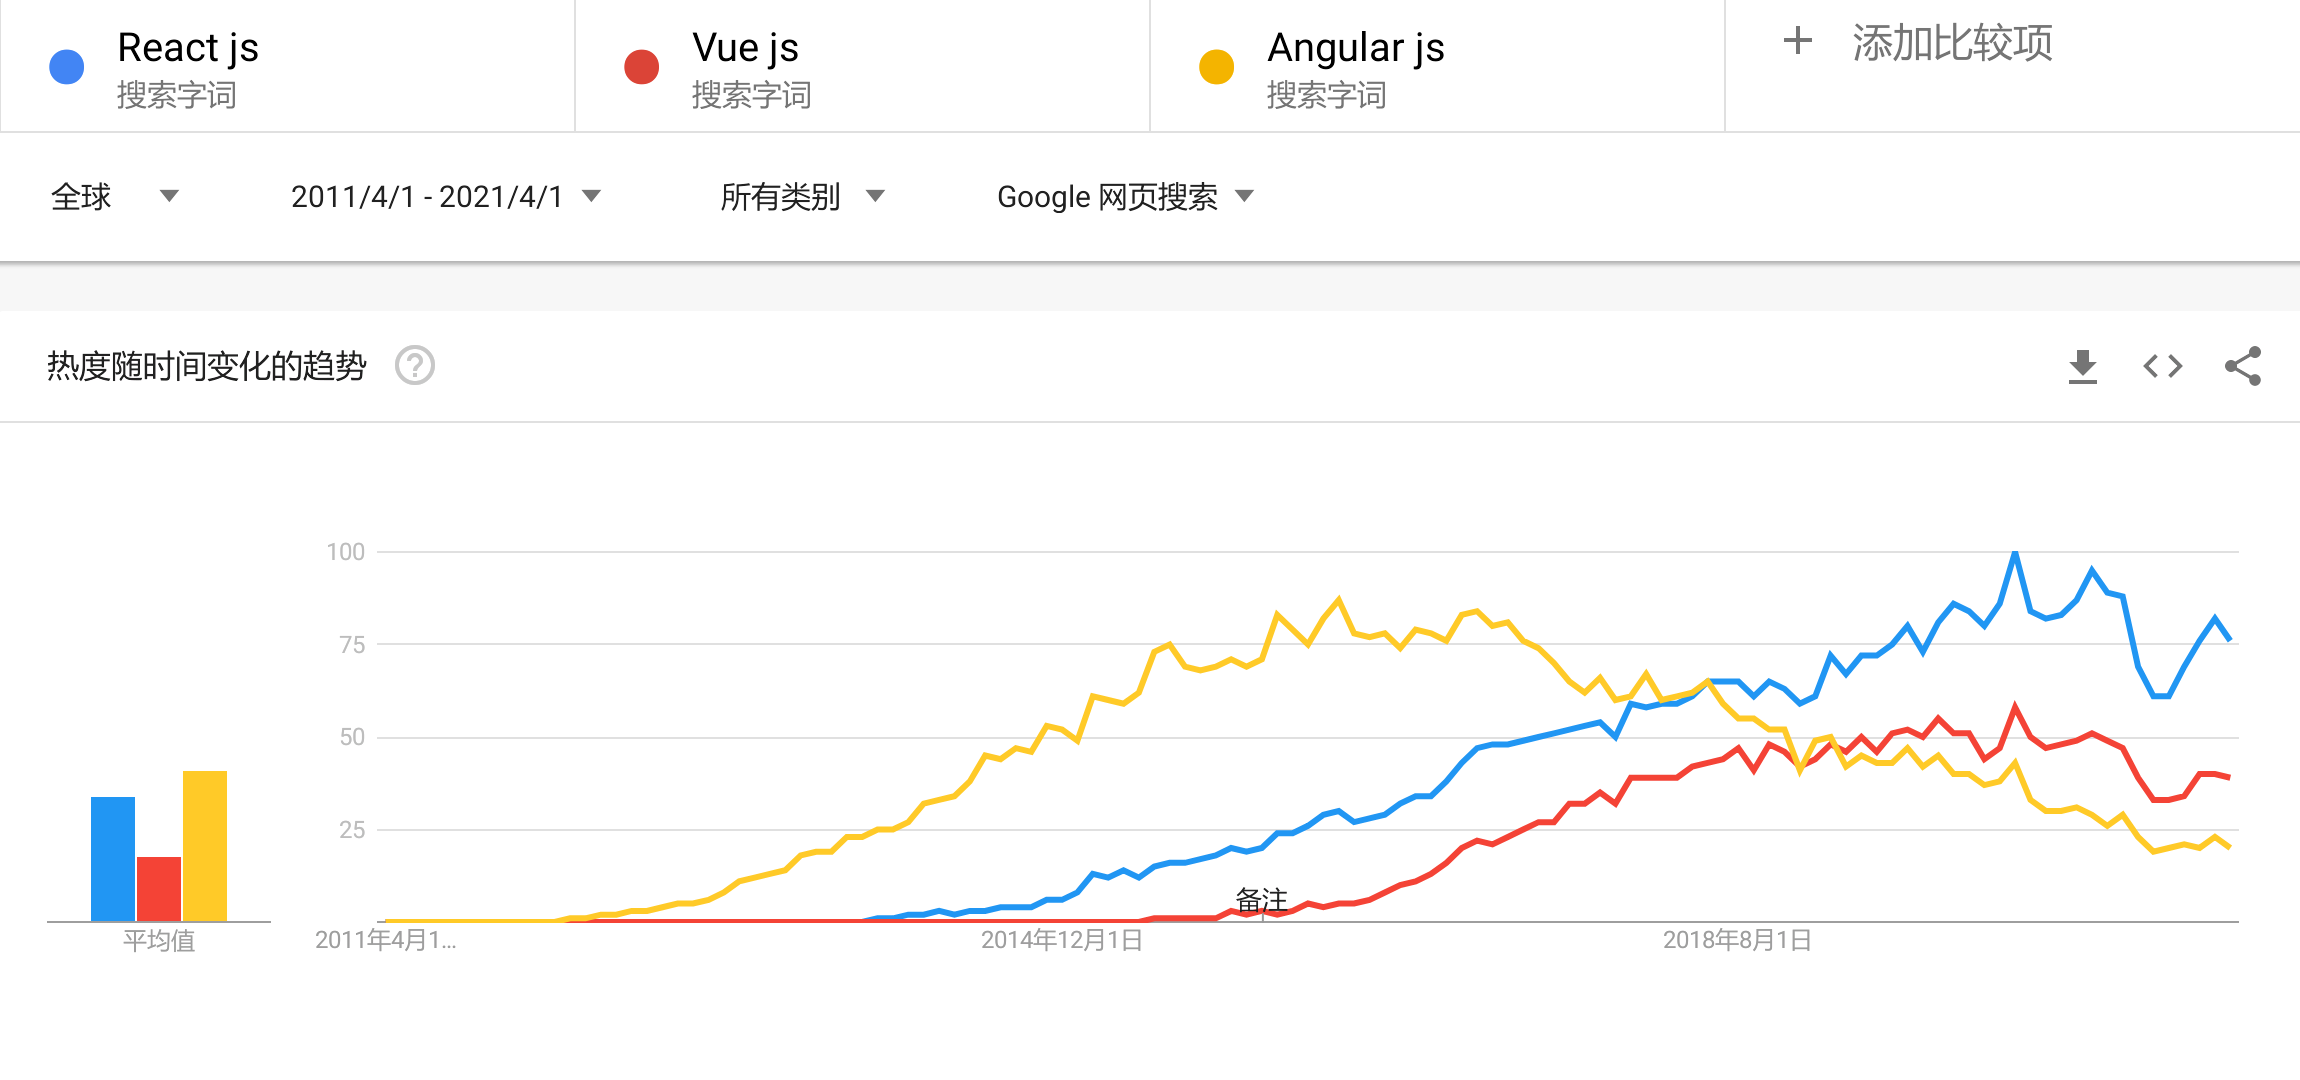 React js
搜索字词
Vue js
搜索字词
Angular js
搜索字词
+ 添加比较项
全球
2011/4/1 - 2021/4/1
所有类别
Google 网页搜索
热度随时间变化的趋势 ?
100
75
50
25
备注
平均值
2011年4月1...
2014年12月1日
2018年8月1日